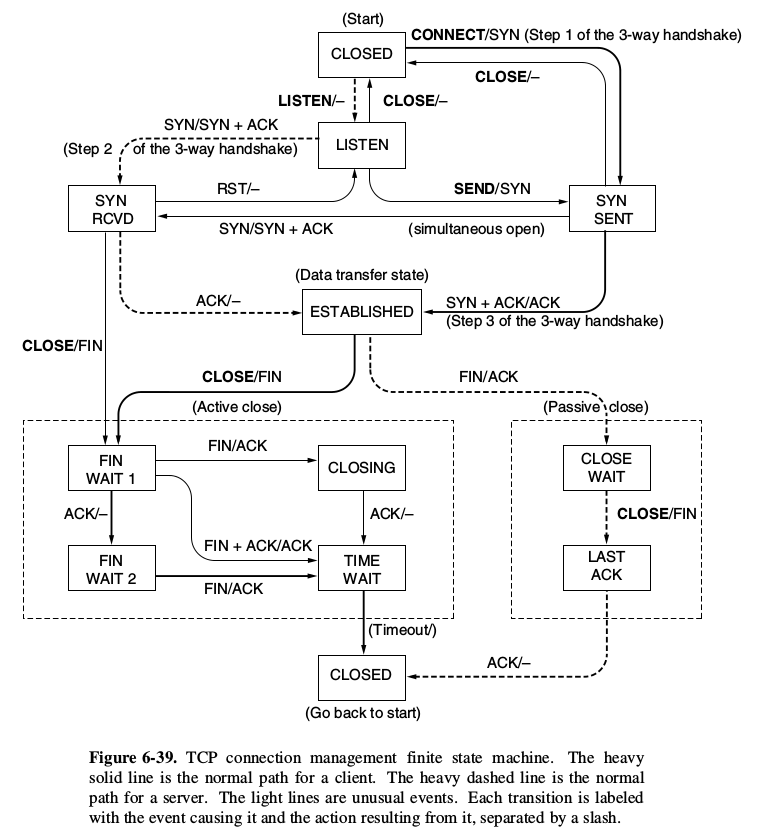 (Start)
CONNECT/SYN (Step 1 of the 3-way handshake)
CLOSED
CLOSE/–
LISTEN/–
CLOSE/–
SYN/SYN + ACK
LISTEN
(Step 2 of the 3-way handshake)
SYN
RCVD
RST/–
SEND/SYN
SYN
SENT
SYN/SYN + ACK
(simultaneous open)
(Data transfer state)
ACK/–
ESTABLISHED
SYN + ACK/ACK
(Step 3 of the 3-way handshake)
CLOSE/FIN
CLOSE/FIN
FIN/ACK
(Active close)
(Passive close)
FIN
WAIT 1
FIN/ACK
CLOSING
CLOSE
WAIT
ACK/–
ACK/–
CLOSE/FIN
FIN + ACK/ACK
FIN
WAIT 2
FIN/ACK
TIME
WAIT
LAST
ACK
(Timeout/)
CLOSED
ACK/–
(Go back to start)
Figure 6-39. TCP connection management finite state machine. The heavy
solid line is the normal path for a client. The heavy dashed line is the normal
path for a server. The light lines are unusual events. Each transition is labeled
with the event causing it and the action resulting from it, separated by a slash.